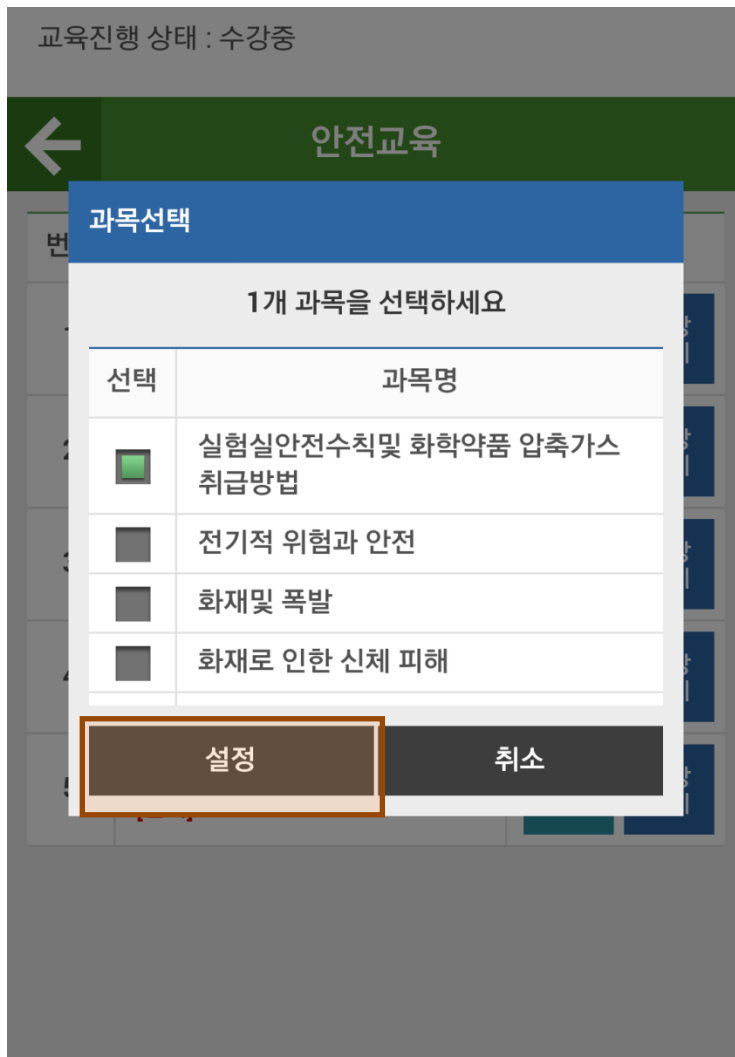 교육진행 상태 : 수강중
안전교육
과목선택
1개 과목을 선택하세요
선택 과목명
실험실안전수칙및 화학약품 압축가스
취급방법
전기적 위험과 안전
화재및 폭발
화재로 인한 신체 피해
설정 취소